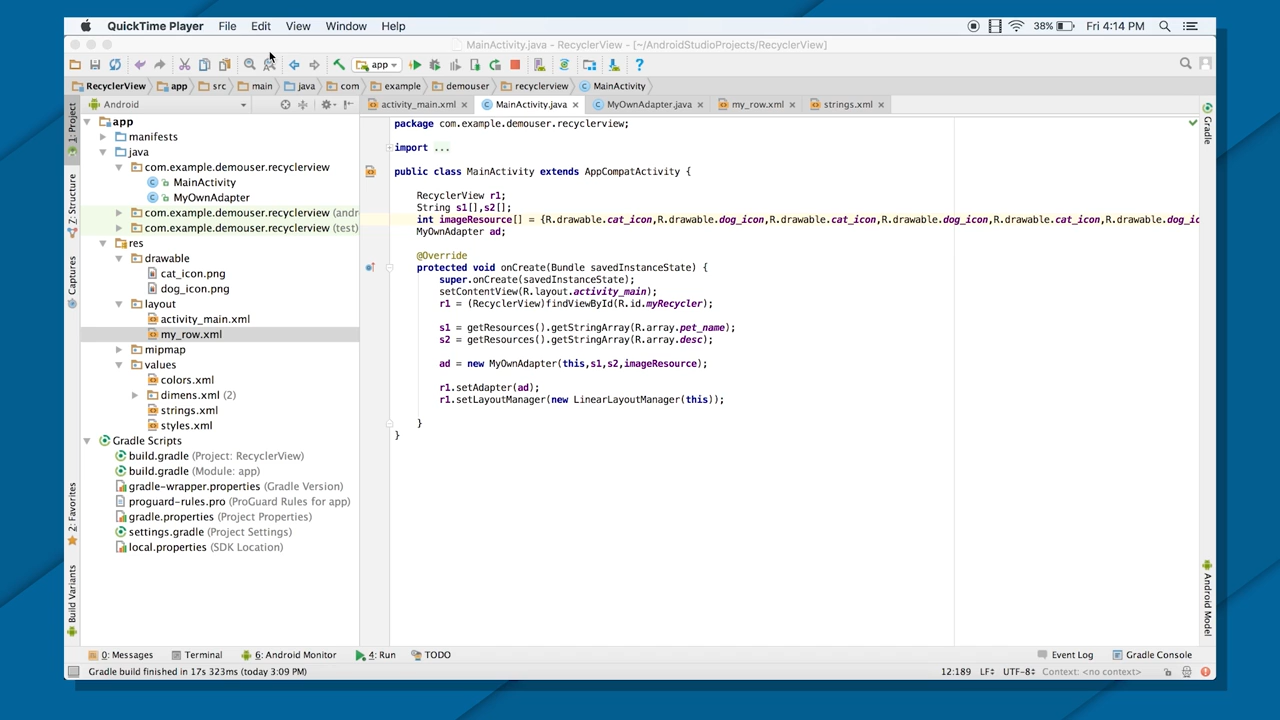 QuickTime Player File Edit View Window Help 38% Fri 4:14 PM
MainActivity.java - RecyclerView - [~/AndroidStudioProjects/RecyclerView]
app
RecyclerView app src main java com example demouser recyclerview MainActivity
Android
activity_main.xml MainActivity.java MyOwnAdapter.java my_row.xml strings.xml
1: Project
Z: Structure
Captures
2: Favorites
Build Variants
app
manifests
java
com.example.demouser.recyclerview
MainActivity
MyOwnAdapter
com.example.demouser.recyclerview (andr
com.example.demouser.recyclerview (test)
res
drawable
cat_icon.png
dog_icon.png
layout
activity_main.xml
my_row.xml
mipmap
values
colors.xml
dimens.xml (2)
strings.xml
styles.xml
Gradle Scripts
build.gradle (Project: RecyclerView)
build.gradle (Module: app)
gradle-wrapper.properties (Gradle Version)
proguard-rules.pro (ProGuard Rules for app)
gradle.properties (Project Properties)
settings.gradle (Project Settings)
local.properties (SDK Location)
package com.example.demouser.recyclerview;
import ...
public class MainActivity extends AppCompatActivity {
RecyclerView r1;
String s1[],s2[];
int imageResource[] = {R.drawable.cat_icon,R.drawable.dog_icon,R.drawable.cat_icon,R.drawable.dog_icon,R.drawable.cat_icon,R.drawable.dog_ic
MyOwnAdapter ad;
@Override
protected void onCreate(Bundle savedInstanceState) {
super.onCreate(savedInstanceState);
setContentView(R.layout.activity_main);
r1 = (RecyclerView)findViewById(R.id.myRecycler);
s1 = getResources().getStringArray(R.array.pet_name);
s2 = getResources().getStringArray(R.array.desc);
ad = new MyOwnAdapter(this,s1,s2,imageResource);
r1.setAdapter(ad);
r1.setLayoutManager(new LinearLayoutManager(this));
}
}
Gradle
Android Model
0: Messages Terminal 6: Android Monitor 4: Run TODO Event Log Gradle Console
Gradle build finished in 17s 323ms (today 3:09 PM) 12:189 LF UTF-8 Context: <no context>